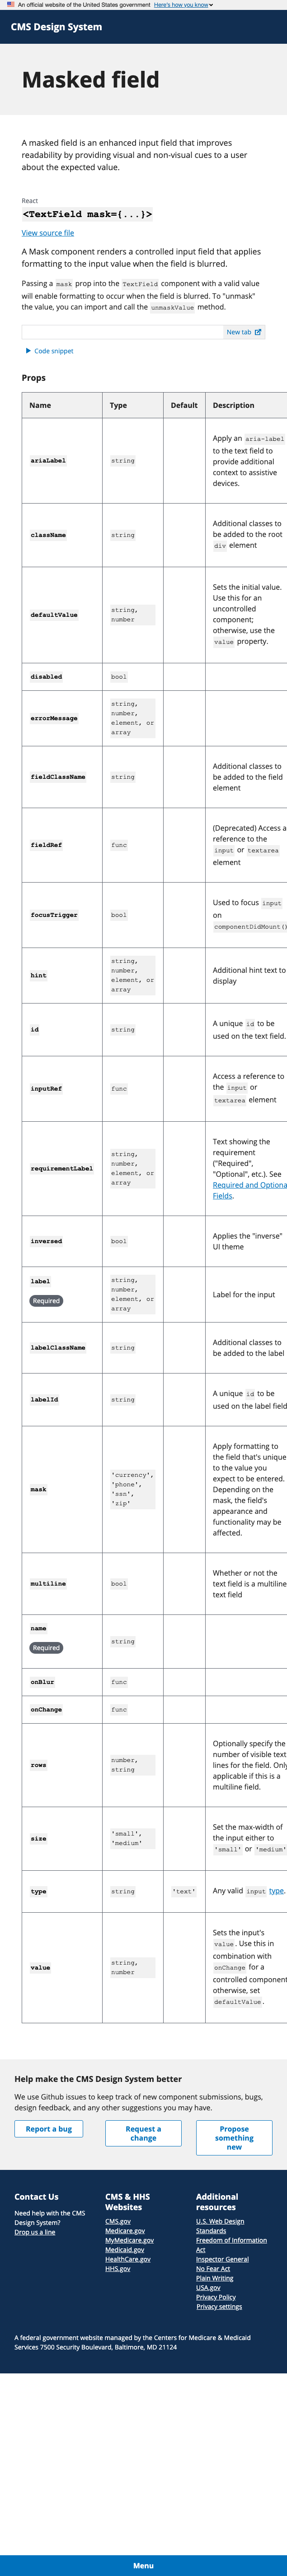 An official website of the United States government Here's how you know
CMS Design System
Masked field
A masked field is an enhanced input field that improves
readability by providing visual and non-visual cues to a user
about the expected value.
React
<TextField mask={...}>
View source file
A Mask component renders a controlled input field that applies
formatting to the input value when the field is blurred.
Passing a mask prop into the TextField component with a valid value
will enable formatting to occur when the field is blurred. To "unmask"
the value, you can import and call the unmaskValue method.
New tab
Code snippet
Props
Name Type Default Description
ariaLabel string Apply an aria-label
to the text field to
provide additional
context to assistive
devices.
className string Additional classes to
be added to the root
div element
defaultValue string,
number
Sets the initial value.
Use this for an
uncontrolled
component;
otherwise, use the
value property.
disabled bool
errorMessage string,
number,
element, or
array
fieldClassName string Additional classes to
be added to the field
element
fieldRef func (Deprecated) Access a
reference to the
input or textarea
element
focusTrigger bool Used to focus input
on
componentDidMount()
hint string,
number,
element, or
array
Additional hint text to
display
id string A unique id to be
used on the text field.
inputRef func Access a reference to
the input or
textarea element
requirementLabel string,
number,
element, or
array
Text showing the
requirement
("Required",
"Optional", etc.). See
Required and Optiona
Fields.
inversed bool Applies the "inverse"
UI theme
label
Required
string,
number,
element, or
array
Label for the input
labelClassName string Additional classes to
be added to the label
labelId string A unique id to be
used on the label field
mask 'currency',
'phone',
'ssn',
'zip'
Apply formatting to
the field that's unique
to the value you
expect to be entered.
Depending on the
mask, the field's
appearance and
functionality may be
affected.
multiline bool Whether or not the
text field is a multiline
text field
name
Required
string
onBlur func
onChange func
rows number,
string
Optionally specify the
number of visible text
lines for the field. Only
applicable if this is a
multiline field.
size 'small',
'medium'
Set the max-width of
the input either to
'small' or 'medium'
type string 'text' Any valid input type.
value string,
number
Sets the input's
value. Use this in
combination with
onChange for a
controlled component
otherwise, set
defaultValue.
Help make the CMS Design System better
We use Github issues to keep track of new component submissions, bugs,
design feedback, and any other suggestions you may have.
Report a bug
Request a
change
Propose
something
new
Contact Us
Need help with the CMS
Design System?
Drop us a line
CMS & HHS
Websites
CMS.gov
Medicare.gov
MyMedicare.gov
Medicaid.gov
HealthCare.gov
HHS.gov
Additional
resources
U.S. Web Design
Standards
Freedom of Information
Act
Inspector General
No Fear Act
Plain Writing
USA.gov
Privacy Policy
Privacy settings
A federal government website managed by the Centers for Medicare & Medicaid
Services 7500 Security Boulevard, Baltimore, MD 21124
Menu